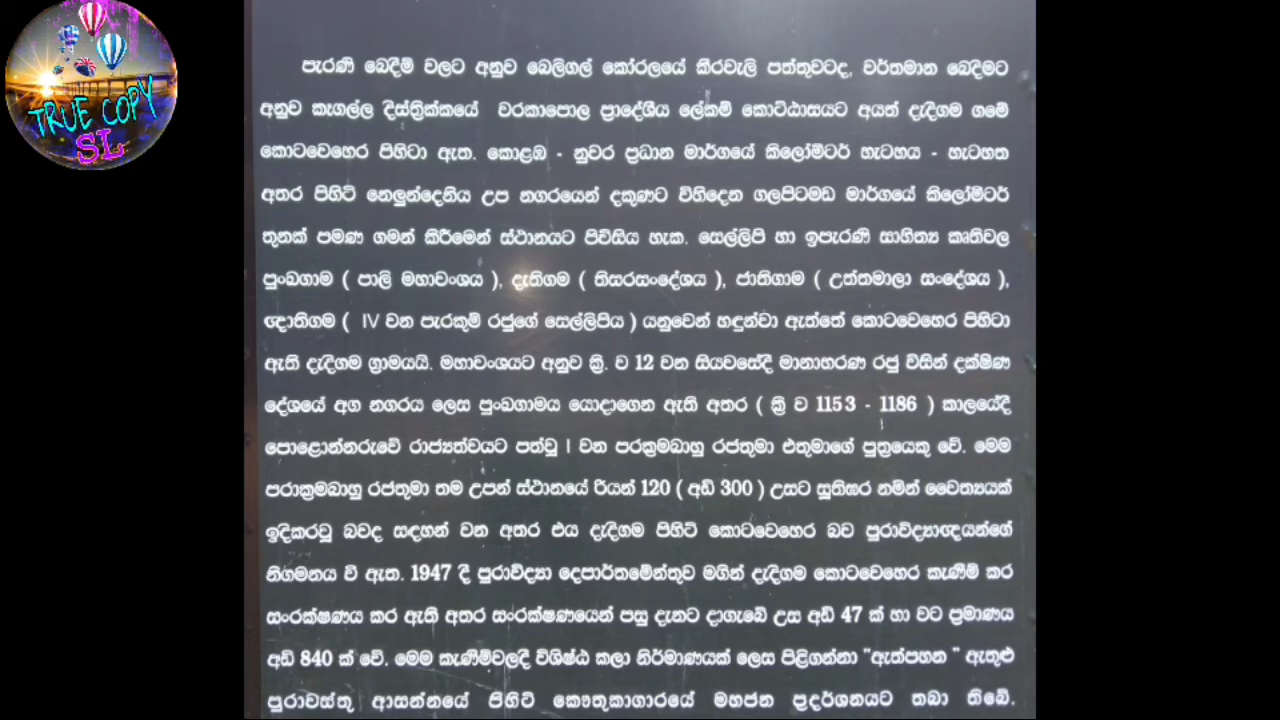 TRUE COPY
SL
පැරණි බෙදීම් වලට අනුව බෙලිගල් කෝරලයේ කීරවැලි පත්තුවටද, වර්තමාන බෙදීමට
අනුව කෑගල්ල දිස්ත්‍රික්කයේ වරකාපොල ප්‍රාදේශීය ලේකම් කොට්ඨාසයට අයත් දැදිගම ගමේ
කොටවෙහෙර පිහිටා ඇත. කොළඹ - නුවර ප්‍රධාන මාර්ගයේ කිලෝමීටර් හැටහය - හැටහත
අතර පිහිටි නෙලුන්දෙනිය උප නගරයෙන් දකුණට විහිදෙන ගලපිටමඩ මාර්ගයේ කිලෝමීටර්
තුනක් පමණ ගමන් කිරීමෙන් ස්ථානයට පිවිසිය හැක. සෙල්ලිපි හා ඉපැරණි සාහිත්‍ය කෘතිවල
පුංඛගාම ( පාලි මහාවංශය ), දැතිගම ( තිසරසංදේශය ), ජාතිගාම ( උත්තමාලා සංදේශය ),
ඥාතිගම ( IV වන පැරකුම් රජුගේ සෙල්ලිපිය ) යනුවෙන් හඳුන්වා ඇත්තේ කොටවෙහෙර පිහිටා
ඇති දැදිගම ග්‍රාමයයි. මහාවංශයට අනුව ක්‍රි. ව 12 වන සියවසේදී මානාභරණ රජු විසින් දක්ෂිණ
දේශයේ අග නගරය ලෙස පුංඛගාමය යොදාගෙන ඇති අතර ( ක්‍රි ව 1153 - 1186 ) කාලයේදී
පොළොන්නරුවේ රාජ්‍යත්වයට පත්වූ I වන පරක්‍රමබාහු රජතුමා එතුමාගේ පුත්‍රයෙකු වේ. මෙම
පරාක්‍රමබාහු රජතුමා තම උපන් ස්ථානයේ රියන් 120 ( අඩි 300 ) උසට සූතිඝර නමින් චෛත්‍යයක්
ඉදිකරවූ බවද සඳහන් වන අතර එය දැදිගම පිහිටි කොටවෙහෙර බව පුරාවිද්‍යාඥයන්ගේ
නිගමනය වී ඇත. 1947 දී පුරාවිද්‍යා දෙපාර්තමේන්තුව මගින් දැදිගම කොටවෙහෙර කැණීම් කර
සංරක්ෂණය කර ඇති අතර සංරක්ෂණයෙන් පසු දැනට දාගැබේ උස අඩි 47 ක් හා වට ප්‍රමාණය
අඩි 840 ක් වේ. මෙම කැණීම්වලදී විශිෂ්ඨ කලා නිර්මාණයක් ලෙස පිළිගන්නා "ඇත්පහන " ඇතුළු
පුරාවස්තු ආසන්නයේ පිහිටි කෞතුකාගාරයේ මහජන ප්‍රදර්ශනයට තබා තිබේ.